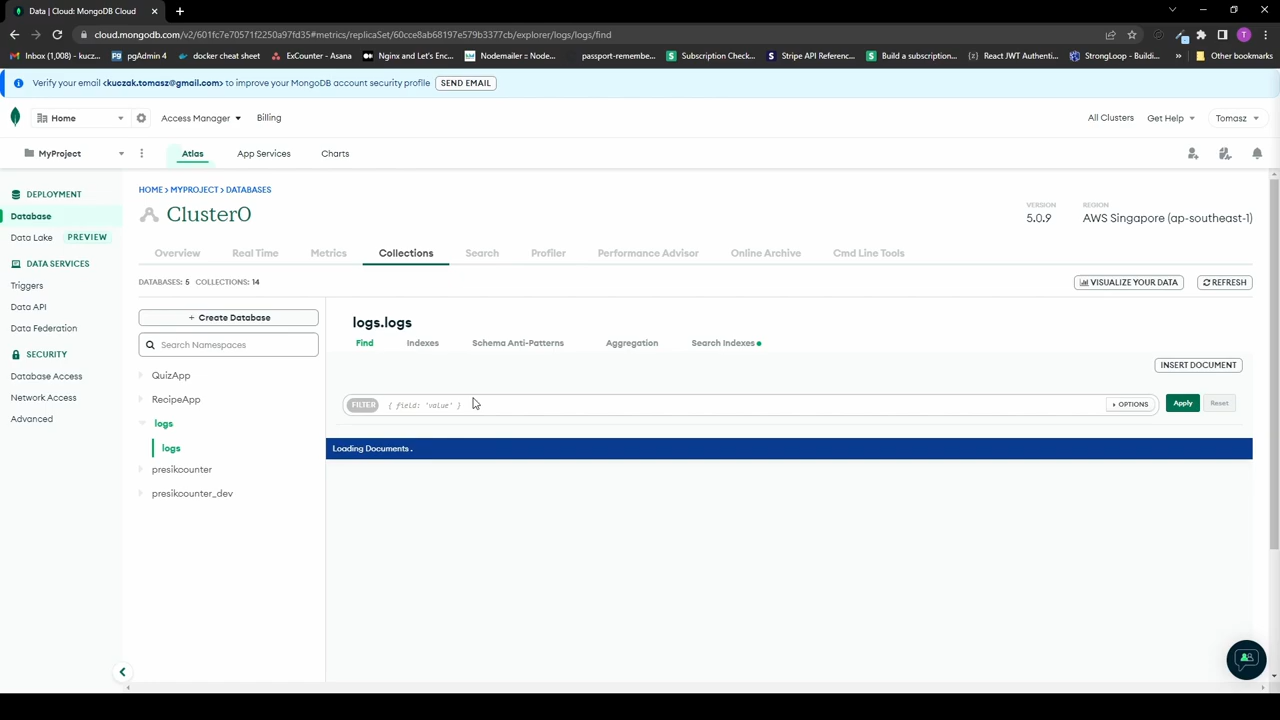 Data | Cloud: MongoDB Cloud
cloud.mongodb.com/v2/601fc7e70571f2250a97fd35#metrics/replicaSet/60cce8ab68197e579b3377cb/explorer/logs/logs/find
T
Inbox (1,008) - kucz... pgAdmin 4 docker cheat sheet ExCounter - Asana Nginx and Let's Enc... Nodemailer :: Node... passport-remembe... Subscription Check... Stripe API Referenc... Build a subscription... React JWT Authenti... StrongLoop - Buildi... » Other bookmarks
Verify your email <kuczak.tomasz@gmail.com> to improve your MongoDB account security profile SEND EMAIL
Home Access Manager Billing All Clusters Get Help Tomasz
MyProject Atlas App Services Charts
DEPLOYMENT
Database
Data Lake PREVIEW
DATA SERVICES
Triggers
Data API
Data Federation
SECURITY
Database Access
Network Access
Advanced
HOME > MYPROJECT > DATABASES
Cluster0
VERSION REGION
5.0.9 AWS Singapore (ap-southeast-1)
Overview Real Time Metrics Collections Search Profiler Performance Advisor Online Archive Cmd Line Tools
DATABASES: 5 COLLECTIONS: 14 VISUALIZE YOUR DATA REFRESH
+ Create Database
Search Namespaces
QuizApp
RecipeApp
logs
logs
presikcounter
presikcounter_dev
logs.logs
Find Indexes Schema Anti-Patterns Aggregation Search Indexes
INSERT DOCUMENT
FILTER { field: 'value' } OPTIONS Apply Reset
Loading Documents .